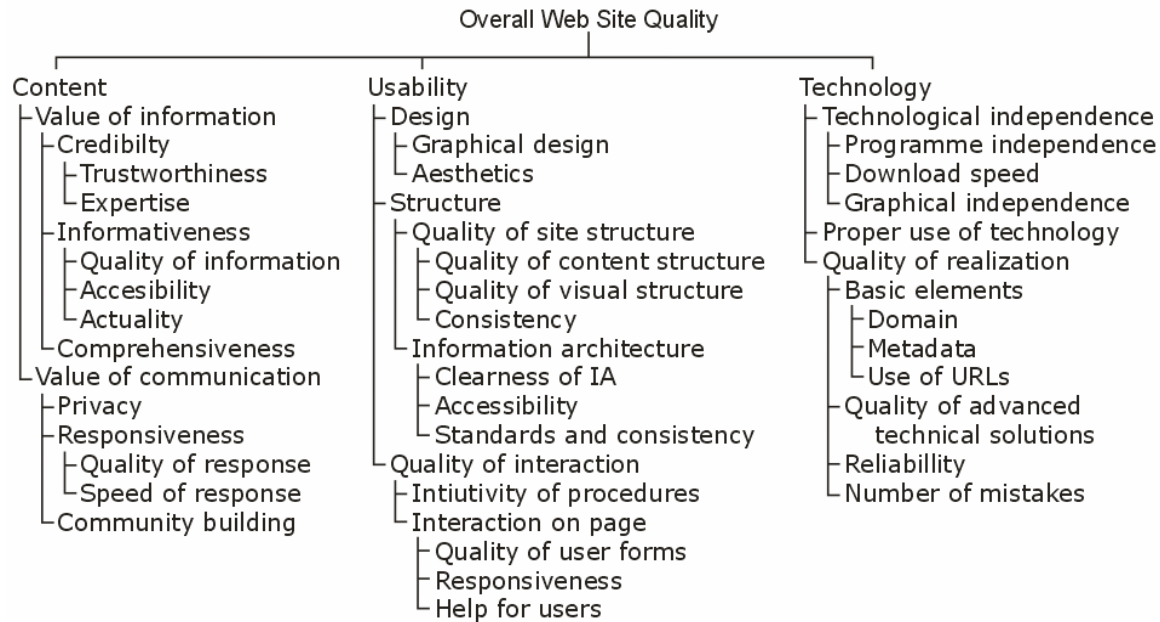 Overall Web Site Quality
Content
Value of information
Credibilty
Trustworthiness
Expertise
Informativeness
Quality of information
Accesibility
Actuality
Comprehensiveness
Value of communication
Privacy
Responsiveness
Quality of response
Speed of response
Community building
Usability
Design
Graphical design
Aesthetics
Structure
Quality of site structure
Quality of content structure
Quality of visual structure
Consistency
Information architecture
Clearness of IA
Accessibility
Standards and consistency
Quality of interaction
Intiutivity of procedures
Interaction on page
Quality of user forms
Responsiveness
Help for users
Technology
Technological independence
Programme independence
Download speed
Graphical independence
Proper use of technology
Quality of realization
Basic elements
Domain
Metadata
Use of URLs
Quality of advanced
technical solutions
Reliabillity
Number of mistakes